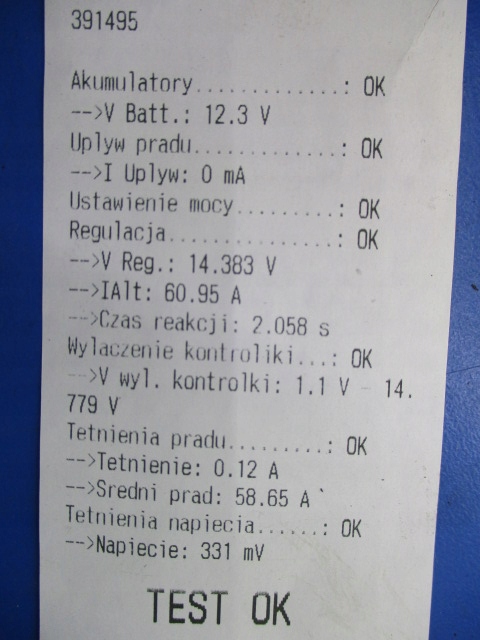 391495
Akumulatory..............: OK
-->V Batt.: 12.3 V
Uplyw pradu.............: OK
-->I Uplyw: 0 mA
Ustawienie mocy.........: OK
Regulacja...............: OK
-->V Reg.: 14.383 V
-->IAlt: 60.95 A
-->Czas reakcji: 2.058 s
Wylaczenie kontroliki...: OK
-->V wyl. kontrolki: 1.1 V - 14.
779 V
Tetnienia pradu.........: OK
-->Tetnienie: 0.12 A
-->Sredni prad: 58.65 A
Tetnienia napiecia......: OK
-->Napiecie: 331 mV
TEST OK